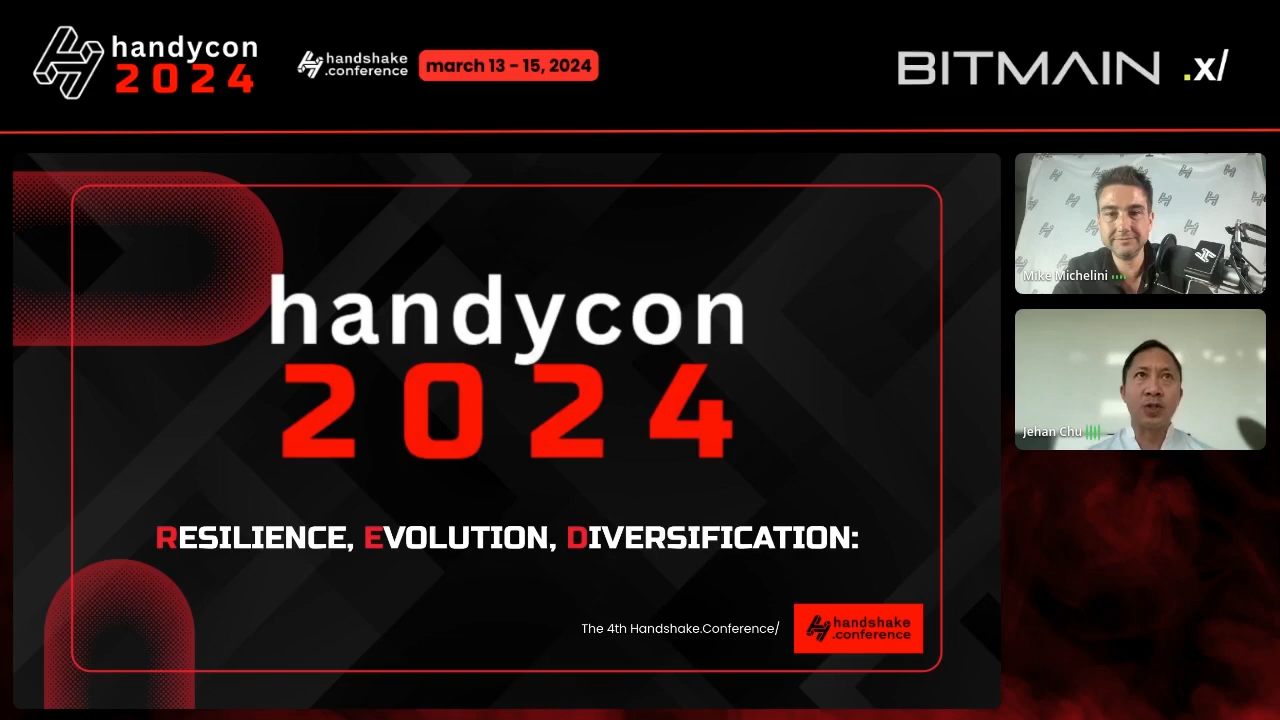 handycon
2024
handshake
.conference
march 13 - 15, 2024
BITMAIN
.x/
handycon
2024
RESILIENCE, EVOLUTION, DIVERSIFICATION:
The 4th Handshake.Conference/
handshake
.conference
Mike Michelini
Jehan Chu